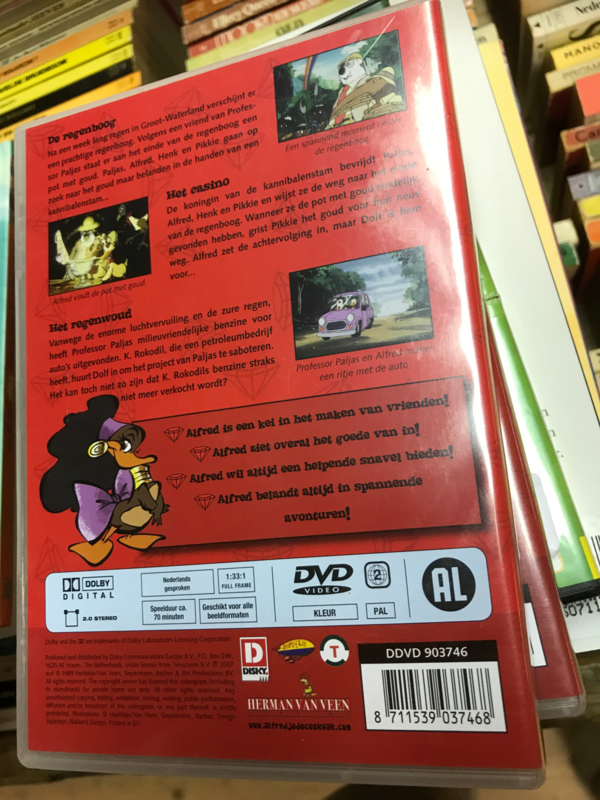 De regenboog
Na een week lang regen in Groot-Waterland verschijnt er
een prachtige regenboog. Volgens een vriend van Profes-
sor Paljas staat er aan het einde van de regenboog een
pot met goud. Paljas, Alfred, Henk en Pikkie gaan op
zoek naar het goud maar belanden in de handen van een
kannibalenstam...
Een spannend moment
de regenboog.
Het casino
De koningin van de kannibalenstam bevrijdt Paljas,
Alfred, Henk en Pikkie en wijst ze de weg naar het einde
van de regenboog. Wanneer ze de pot met goud eindelijk
gevonden hebben, grist Pikkie het goud voor hun neus
weg. Alfred zet de achtervolging in, maar Dolf is hem
voor...
Alfred vindt de pot met goud.
Het regenwoud
Vanwege de enorme luchtvervuiling en de zure regen,
heeft Professor Paljas milieuvriendelijke benzine voor
auto's uitgevonden. K. Rokodil, die een petroleumbedrijf
heeft, huurt Dolf in om het project van Paljas te saboteren.
Het kan toch niet zo zijn dat K. Rokodils benzine straks
niet meer verkocht wordt?
Professor Paljas en Alfred maken
een ritje met de auto.
Alfred is een kei in het maken van vrienden!
Alfred ziet overal het goede van in!
Alfred wil altijd een helpende snavel bieden!
Alfred belandt altijd in spannende
avonturen!
DOLBY
DIGITAL
2.0 STEREO
Nederlands
gesproken
1:33:1
FULL FRAME
Speelduur ca.
70 minuten
Geschikt voor alle
beeldformaten
DVD
VIDEO
2
KLEUR
PAL
AL
Dolby and the are trademarks of Dolby Laboratories Licensing Corporation.
DISKY
T
HERMAN VAN VEEN
www.alfredjodocuskwak.com
DDVD 903746
8 711539 037468